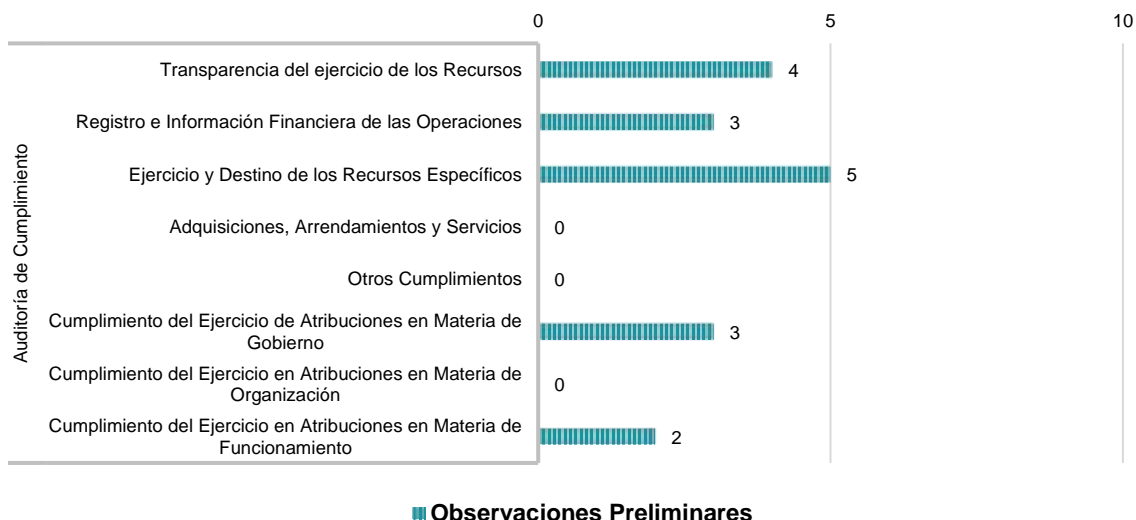 0 5 10
Transparencia del ejercicio de los Recursos 4
Registro e Información Financiera de las Operaciones 3
Ejercicio y Destino de los Recursos Específicos 5
Adquisiciones, Arrendamientos y Servicios 0
Otros Cumplimientos 0
Cumplimiento del Ejercicio de Atribuciones en Materia de
Gobierno 3
Cumplimiento del Ejercicio en Atribuciones en Materia de
Organización 0
Cumplimiento del Ejercicio en Atribuciones en Materia de
Funcionamiento 2
Auditoría de Cumplimiento
Observaciones Preliminares